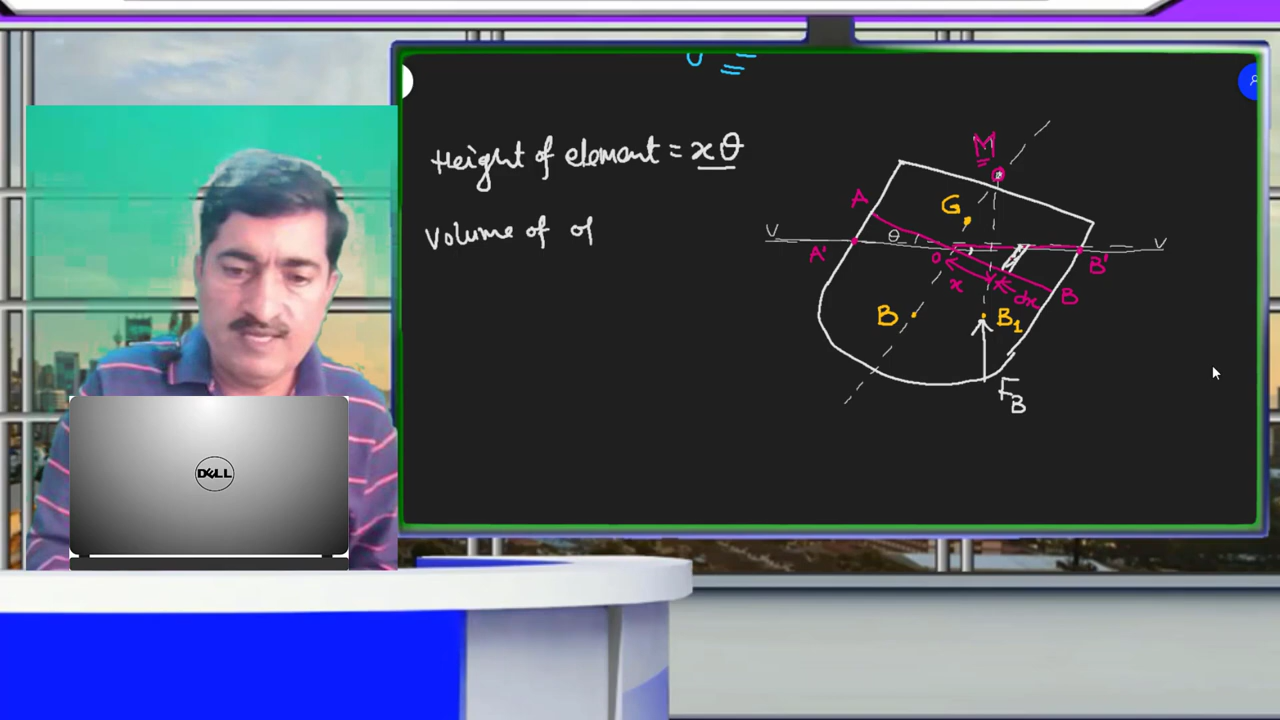 Height of element = xθ
Volume of of
M
A
G
θ
V
V
A'
O
B'
x
dx
B
B
B1
FB
DELL